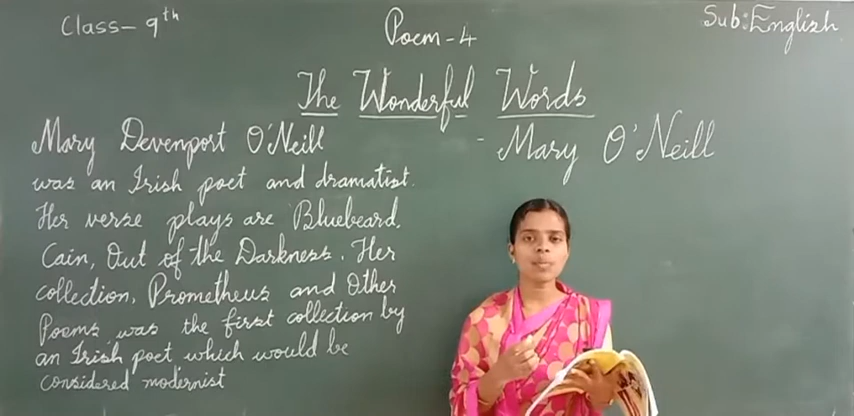 Class- 9th
Poem-4
Sub: English
The Wonderful Words
- Mary O'Neill
Mary Devenport O'Neill
was an Irish poet and dramatist.
Her verse plays are Bluebeard,
Cain, Out of the Darkness. Her
collection, Prometheus and Other
Poems was the first collection by
an Irish poet which would be
considered modernist